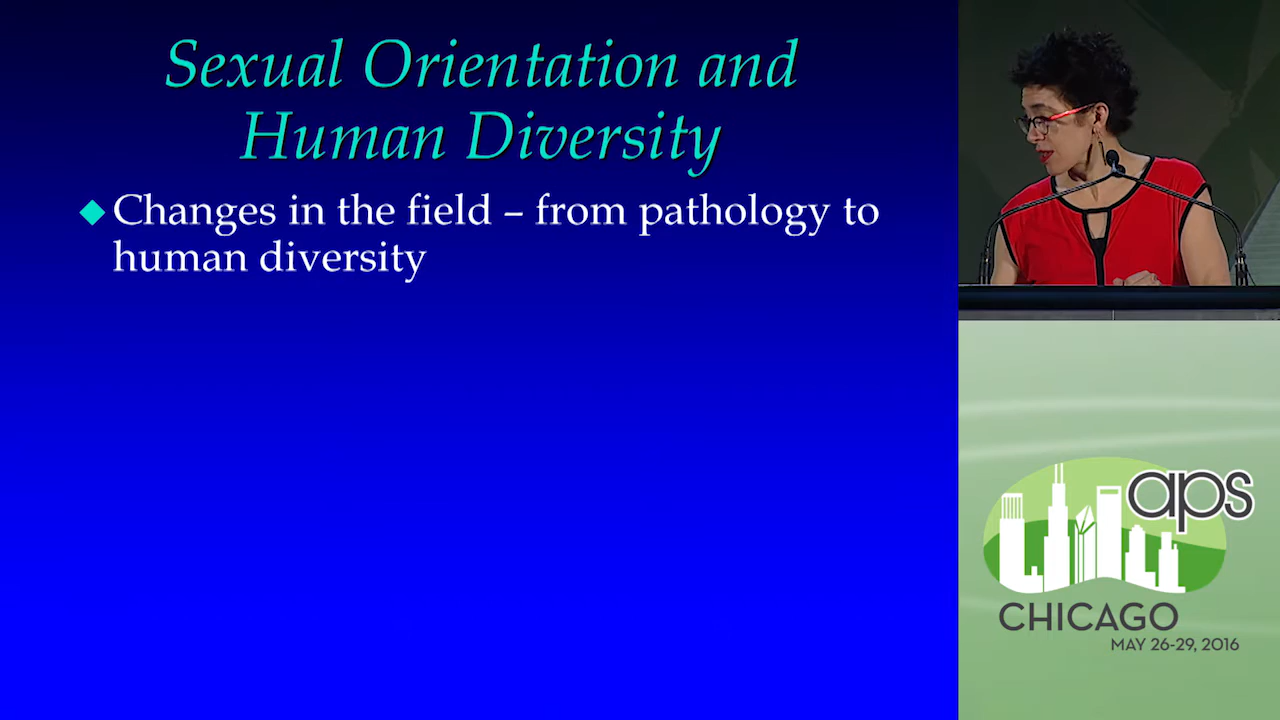 Sexual Orientation and
Human Diversity
Changes in the field – from pathology to
human diversity
aps
CHICAGO
MAY 26-29, 2016